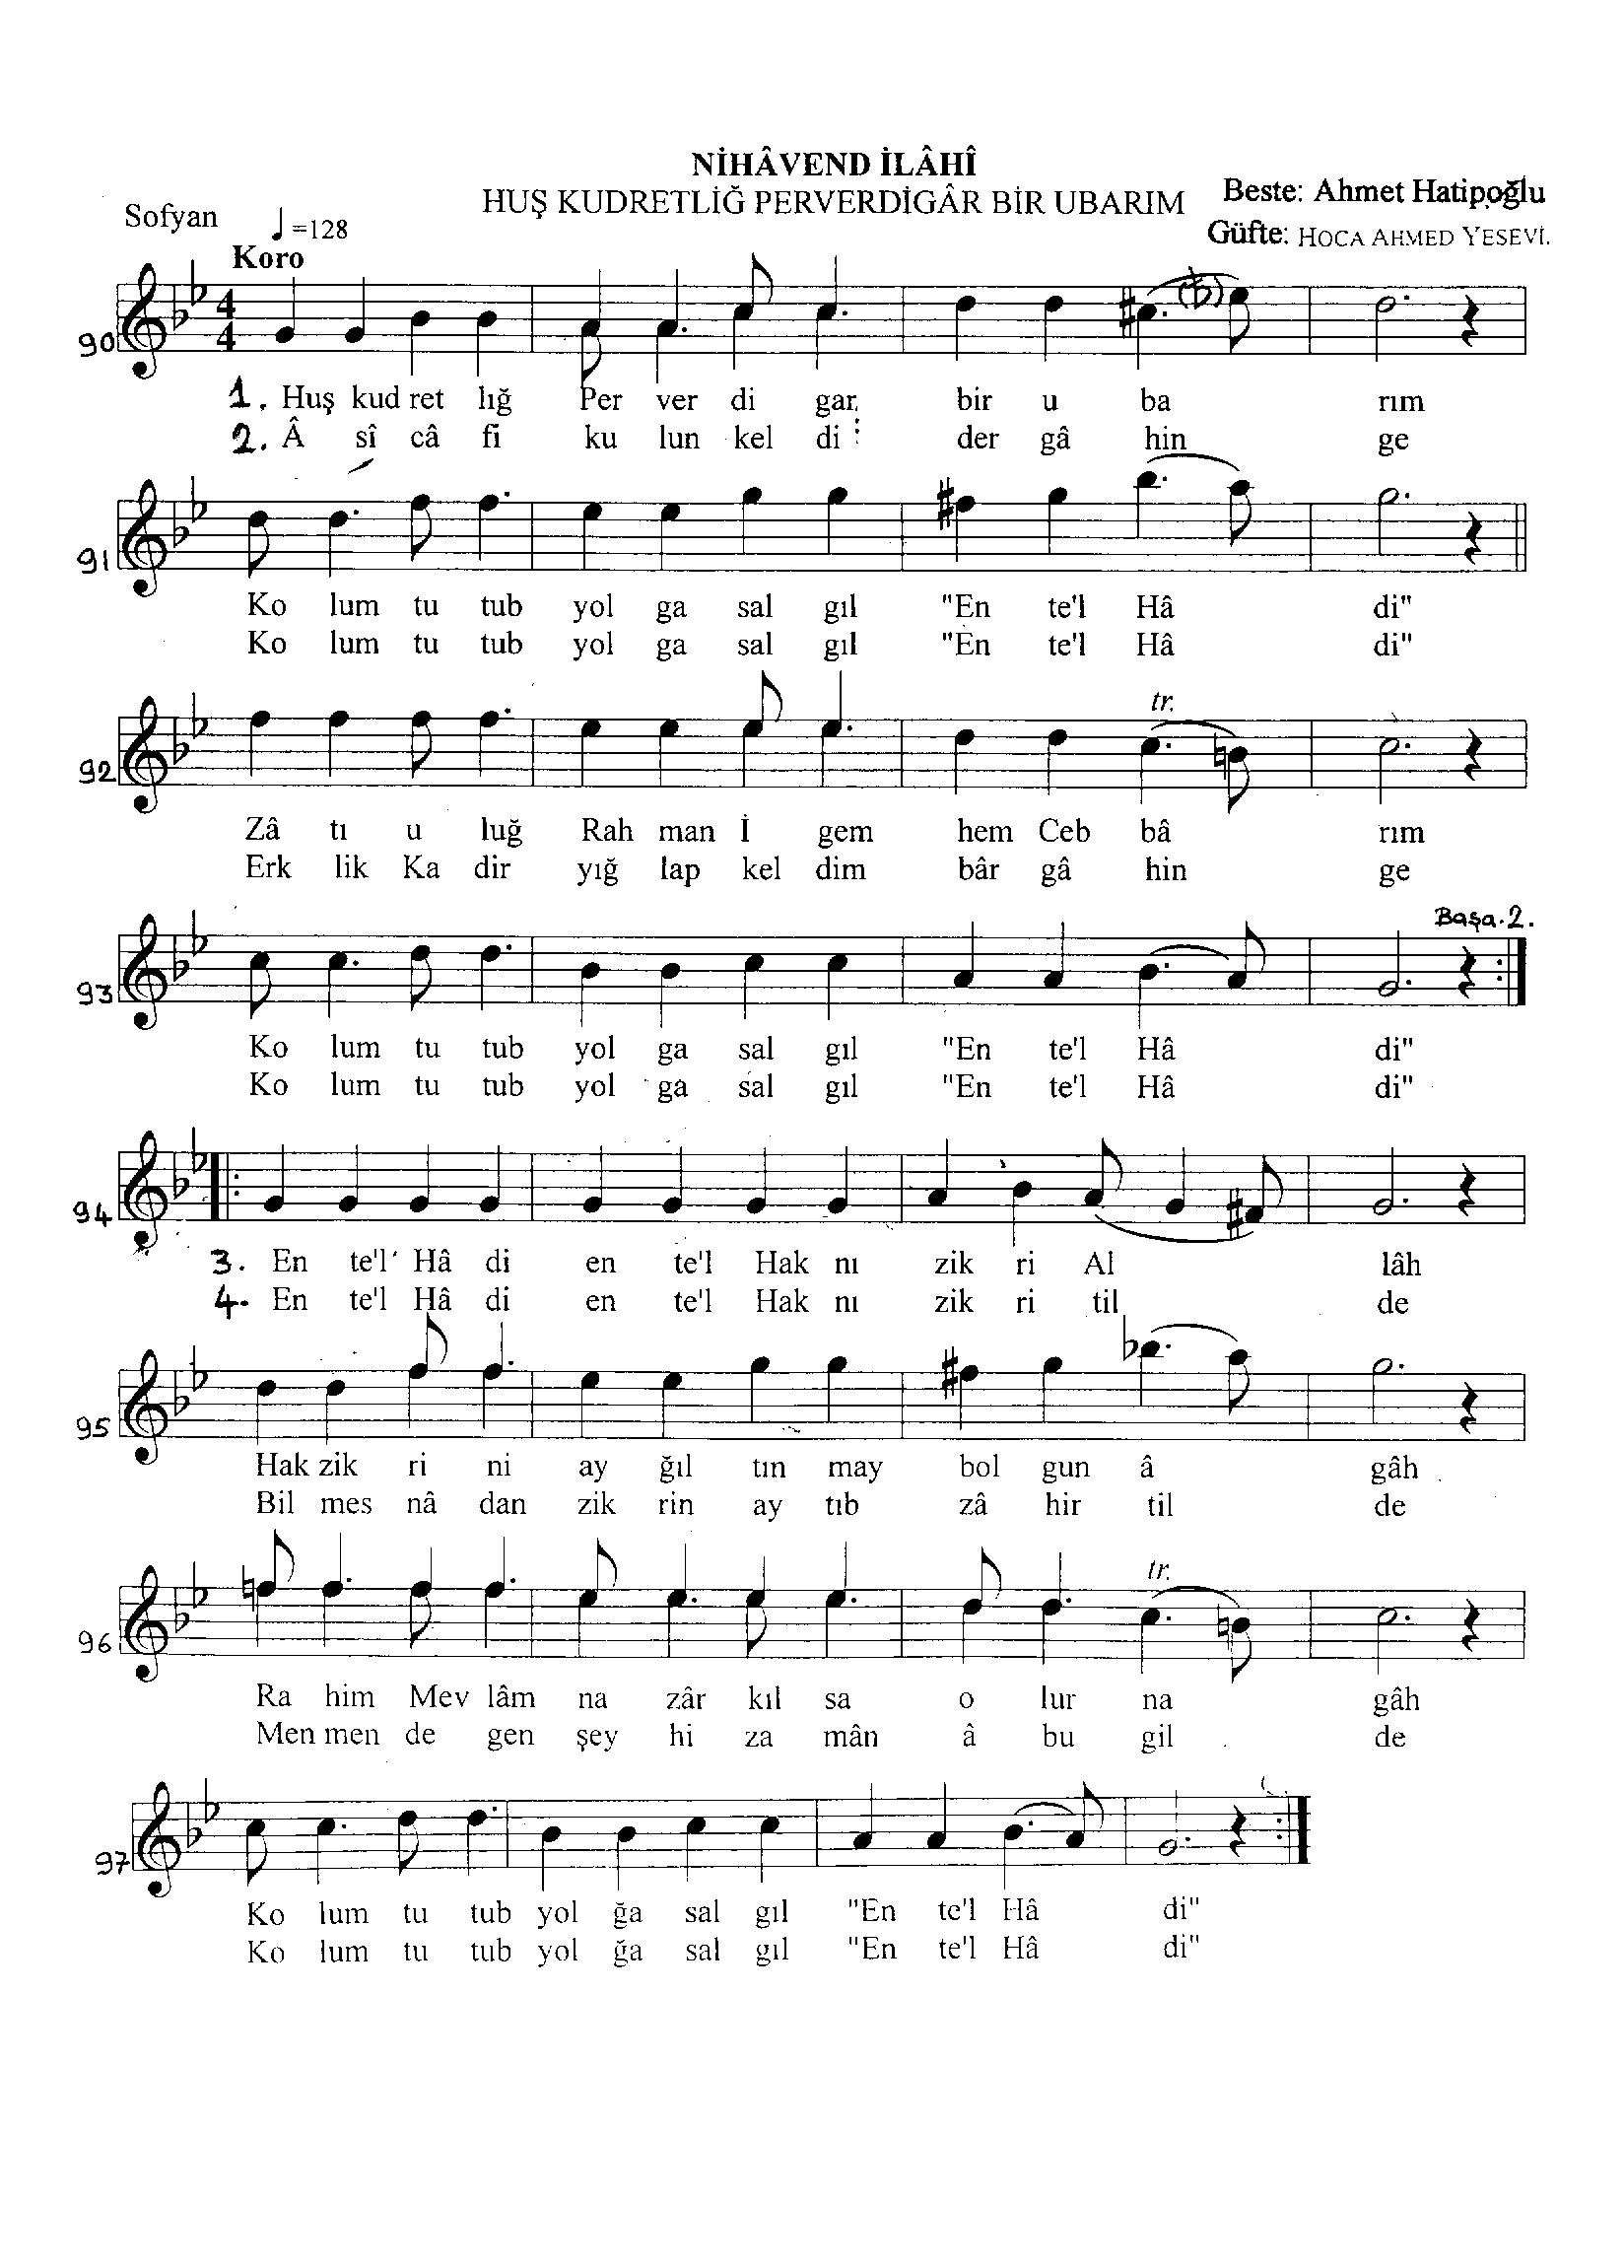 NİHÂVEND İLÂHÎ
HUŞ KUDRETLİĞ PERVERDİGÂR BİR UBARIM
Beste: Ahmet Hatipoğlu
Güfte: HOCA AHMED YESEVİ.
Sofyan
♩=128
Koro
90
1. Huş kud ret lığ Per ver di gar bir u ba rım
2. Â sî câ fi ku lun kel di der gâ hin ge
91
Ko lum tu tub yol ga sal gıl "En te'l Hâ di"
Ko lum tu tub yol ga sal gıl "En te'l Hâ di"
tr.
92
Zâ tı u luğ Rah man İ gem hem Ceb bâ rım
Erk lik Ka dir yığ lap kel dim bâr gâ hin ge
Başa.2.
93
Ko lum tu tub yol ga sal gıl "En te'l Hâ di"
Ko lum tu tub yol ga sal gıl "En te'l Hâ di"
94
3. En te'l Hâ di en te'l Hak nı zik ri Al lâh
4. En te'l Hâ di en te'l Hak nı zik ri til de
95
Hak zik ri ni ay ğıl tın may bol gun â gâh
Bil mes nâ dan zik rin ay tıb zâ hir til de
tr.
96
Ra him Mev lâm na zâr kıl sa o lur na gâh
Men men de gen şey hi za mân â bu gil de
97
Ko lum tu tub yol ğa sal gıl "En te'l Hâ di"
Ko lum tu tub yol ğa sal gıl "En te'l Hâ di"